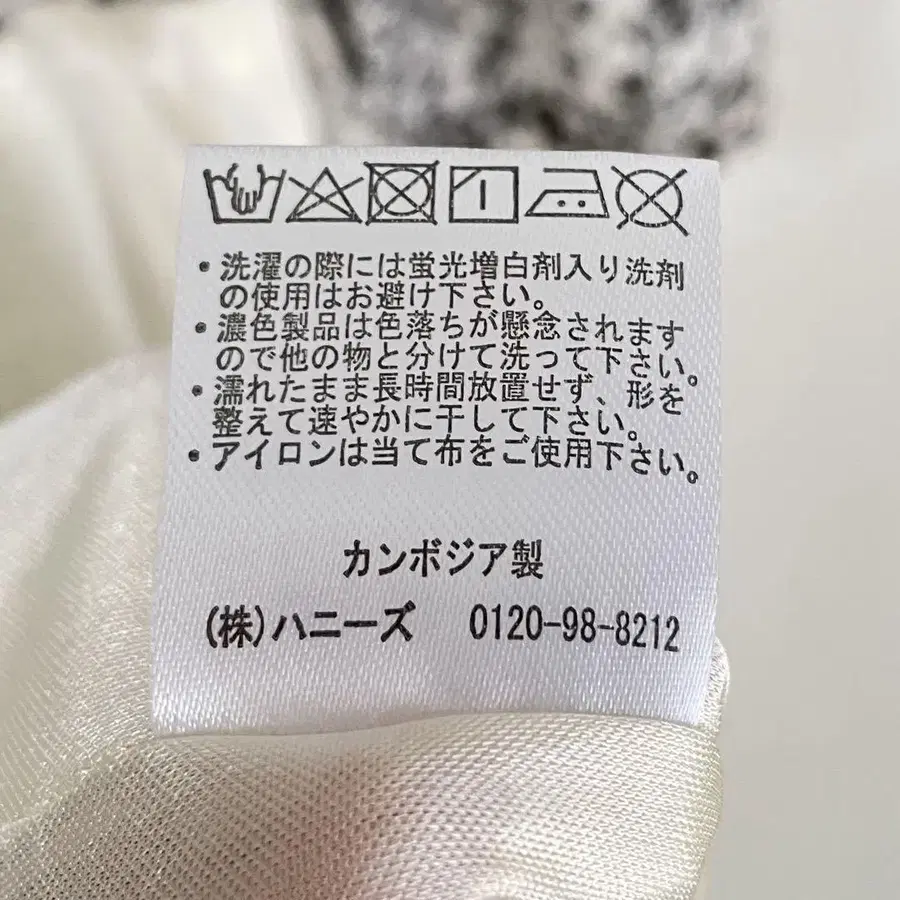 ・洗濯の際には蛍光増白剤入り洗剤
の使用はお避け下さい。
・濃色製品は色落ちが懸念されます
ので他の物と分けて洗って下さい。
・濡れたまま長時間放置せず、形を
整えて速やかに干して下さい。
・アイロンは当て布をご使用下さい。
カンボジア製
(株)ハニーズ 0120-98-8212